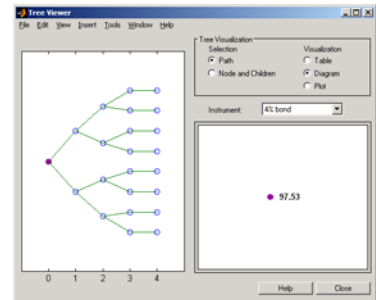 Tree Viewer
File Edit View Insert Tools Window Help
Tree Visualization
Selection
Visualization
Path
Table
Node and Children
Diagram
Plot
Instrument:
4% bond
97.53
0 1 2 3 4
Help
Close